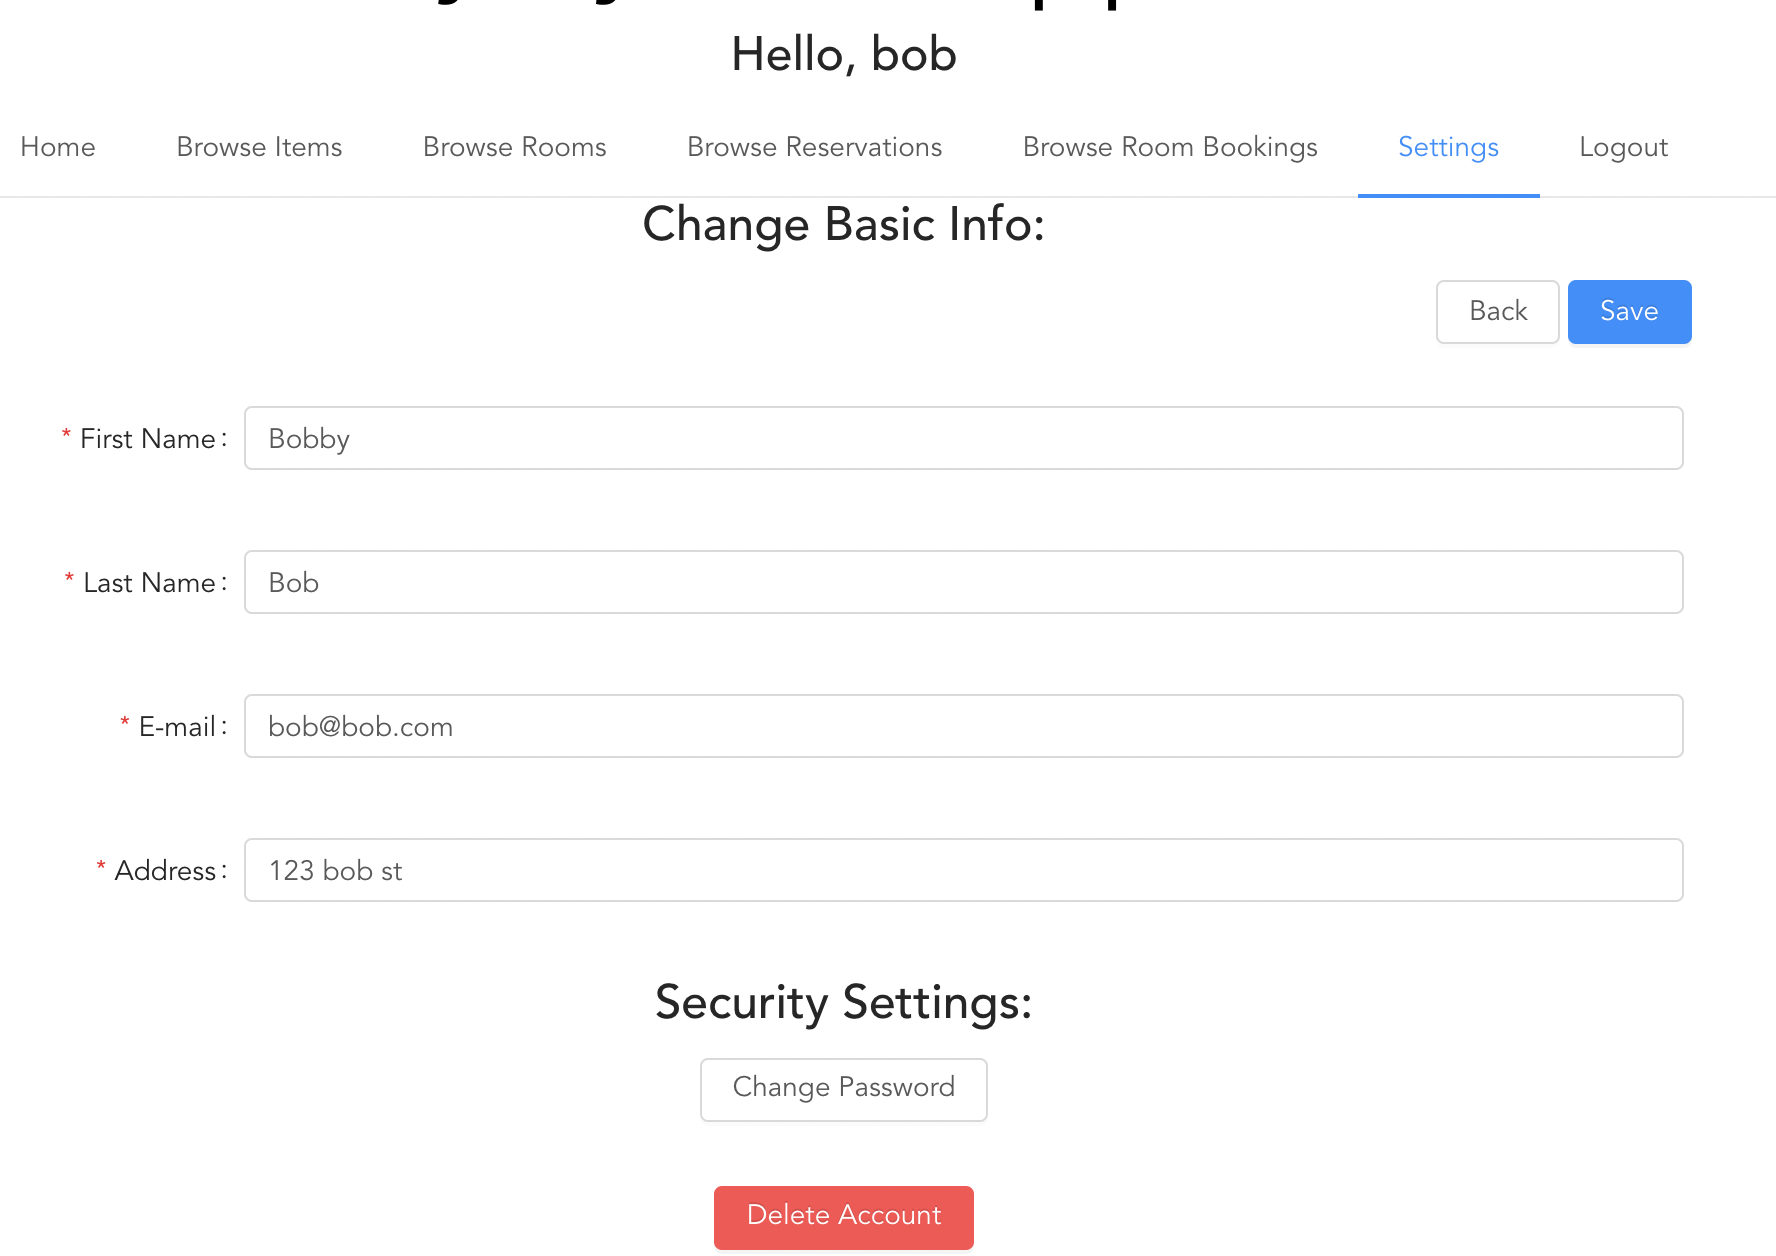 Hello, bob
Home Browse Items Browse Rooms Browse Reservations Browse Room Bookings Settings Logout
Change Basic Info:
Back Save
* First Name: Bobby
* Last Name: Bob
* E-mail: bob@bob.com
* Address: 123 bob st
Security Settings:
Change Password
Delete Account